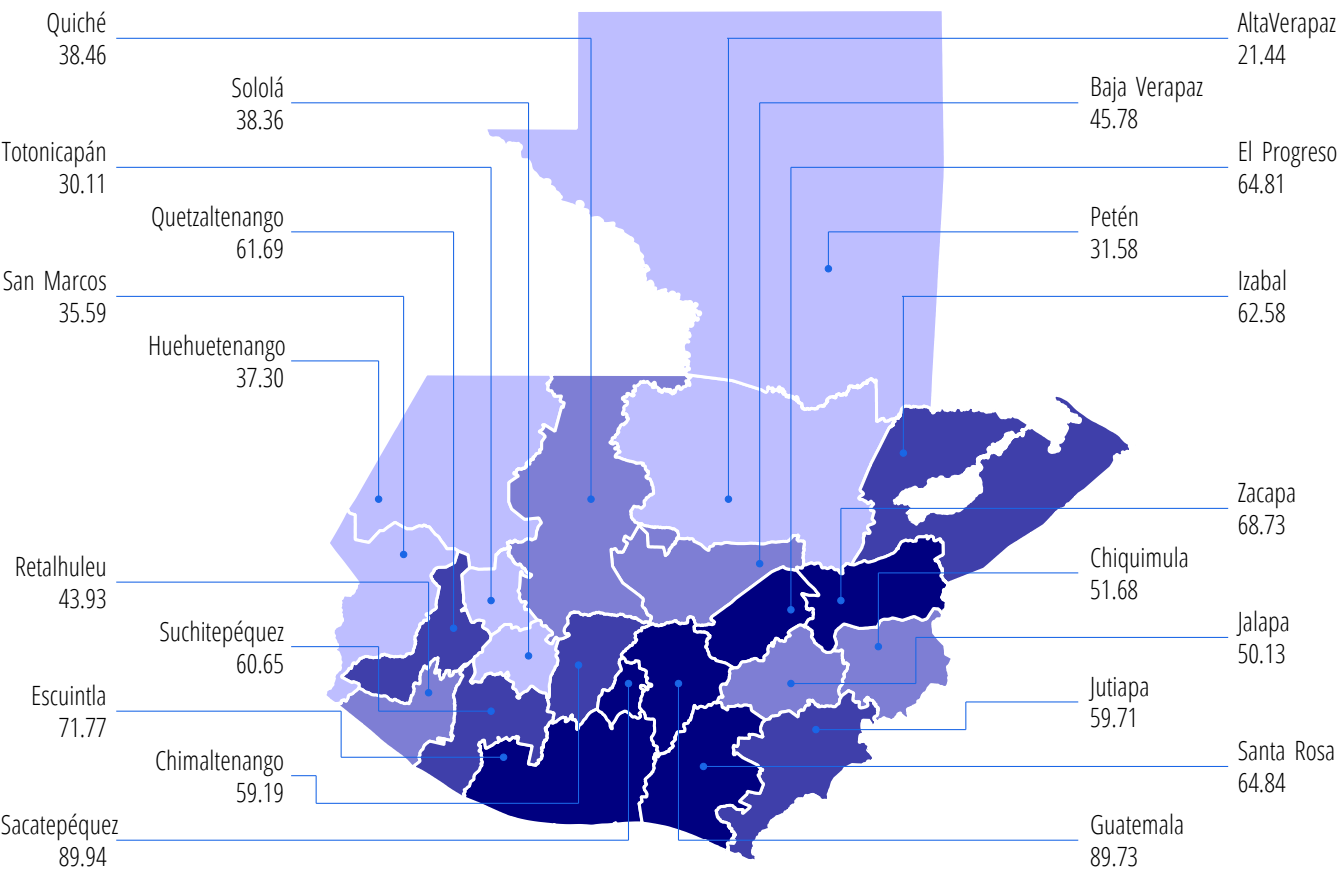 Quiché
38.46
Sololá
38.36
Totonicapán
30.11
Quetzaltenango
61.69
San Marcos
35.59
Huehuetenango
37.30
Retalhuleu
43.93
Suchitepéquez
60.65
Escuintla
71.77
Chimaltenango
59.19
Sacatepéquez
89.94
AltaVerapaz
21.44
Baja Verapaz
45.78
El Progreso
64.81
Petén
31.58
Izabal
62.58
Zacapa
68.73
Chiquimula
51.68
Jalapa
50.13
Jutiapa
59.71
Santa Rosa
64.84
Guatemala
89.73